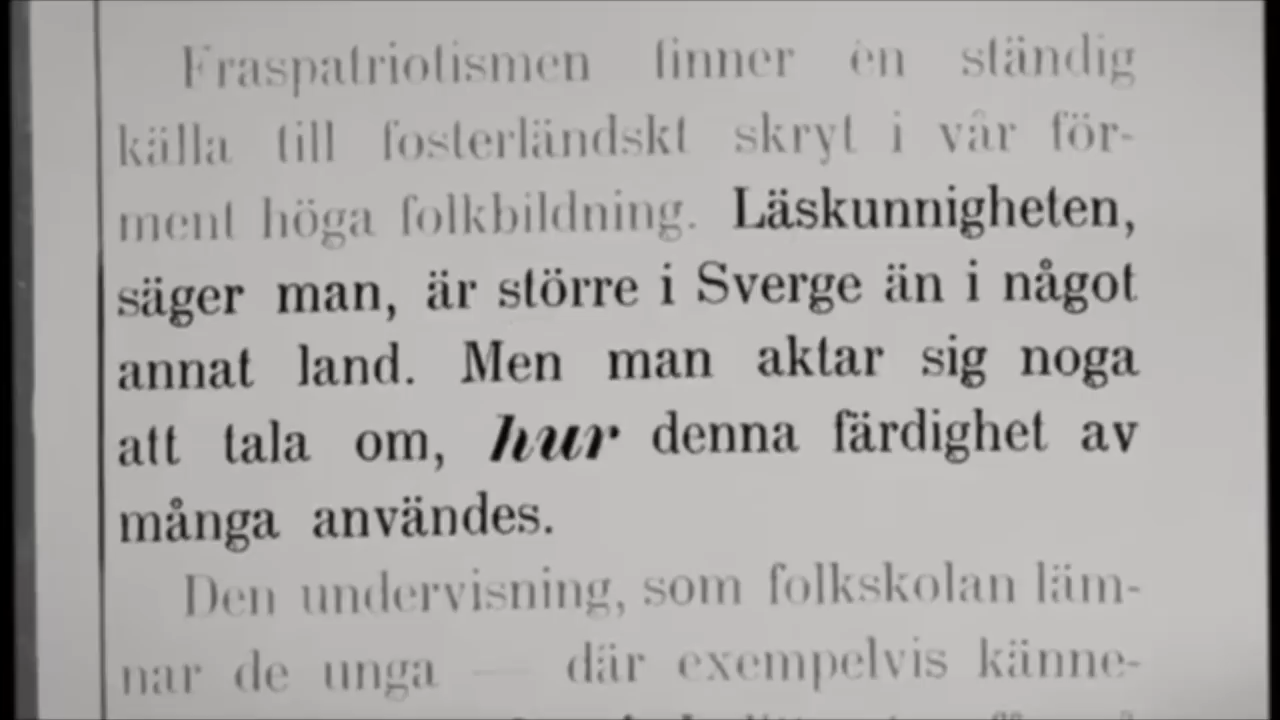 Fraspatriotismen finner en ständig
källa till fosterländskt skryt i vår för-
ment höga folkbildning. Läskunnigheten,
säger man, är större i Sverge än i något
annat land. Men man aktar sig noga
att tala om, hur denna färdighet av
många användes.
Den undervisning, som folkskolan läm-
nar de unga — där exempelvis känne-